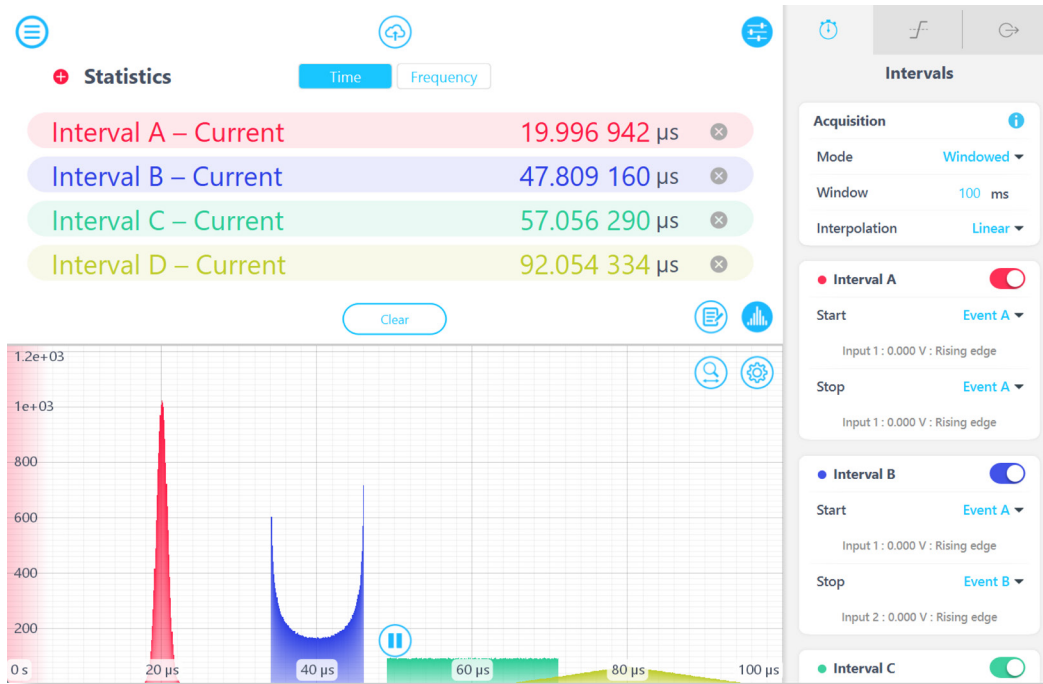 Statistics
Time
Frequency
Interval A – Current 19.996 942 µs
Interval B – Current 47.809 160 µs
Interval C – Current 57.056 290 µs
Interval D – Current 92.054 334 µs
Clear
1.2e+03
1e+03
800
600
400
200
0 s
20 µs
40 µs
60 µs
80 µs
100 µs
Intervals
Acquisition
Mode Windowed
Window 100 ms
Interpolation Linear
Interval A
Start Event A
Input 1 : 0.000 V : Rising edge
Stop Event A
Input 1 : 0.000 V : Rising edge
Interval B
Start Event A
Input 1 : 0.000 V : Rising edge
Stop Event B
Input 2 : 0.000 V : Rising edge
Interval C